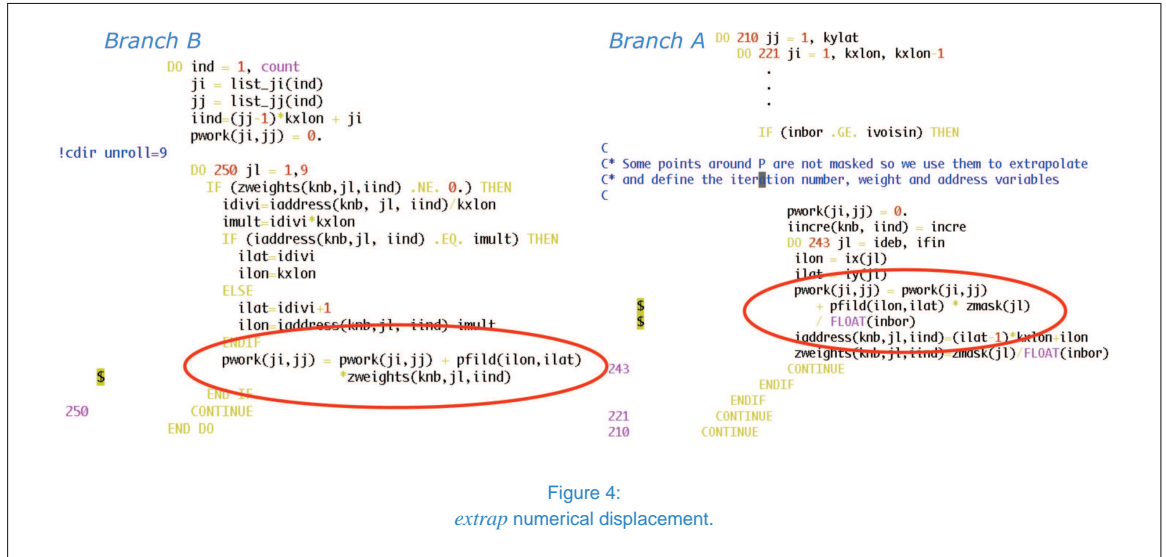 Branch B
DO ind = 1, count
ji = list_ji(ind)
jj = list_jj(ind)
iind=(jj-1)*kxlon + ji
pwork(ji,jj) = 0.
!cdir unroll=9
DO 250 jl = 1,9
IF (zweights(knb,jl,iind) .NE. 0.) THEN
idivi=iaddress(knb, jl, iind)/kxlon
imult=idivi*kxlon
IF (iaddress(knb,jl, iind) .EQ. imult) THEN
ilat=idivi
ilon=kxlon
ELSE
ilat=idivi+1
ilon=iaddress(knb,jl, iind)-imult
ENDIF
pwork(ji,jj) = pwork(ji,jj) + pfild(ilon,ilat)
$ *zweights(knb,jl,iind)
END IF
250 CONTINUE
END DO
Branch A
DO 210 jj = 1, kylat
DO 221 ji = 1, kxlon, kxlon-1
.
.
.
IF (inbor .GE. ivoisin) THEN
C
C* Some points around P are not masked so we use them to extrapolate
C* and define the iteration number, weight and address variables
C
pwork(ji,jj) = 0.
iincre(knb, iind) = incre
DO 243 jl = ideb, ifin
ilon = ix(jl)
ilat = iy(jl)
pwork(ji,jj) = pwork(ji,jj)
$ + pfild(ilon,ilat) * zmask(jl)
$ / FLOAT(inbor)
iaddress(knb,jl,iind)=(ilat-1)*kxlon+ilon
zweights(knb,jl,iind)=zmask(jl)/FLOAT(inbor)
243 CONTINUE
ENDIF
ENDIF
221 CONTINUE
210 CONTINUE
Figure 4:
extrap numerical displacement.